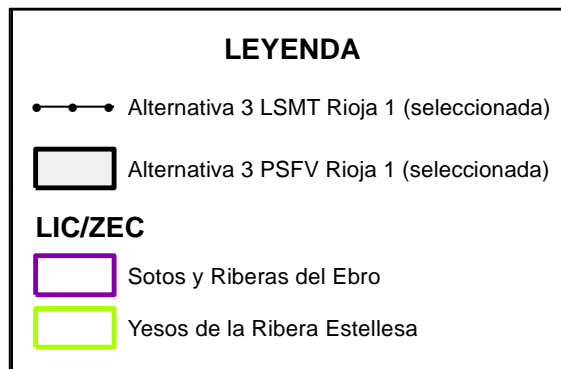 LEYENDA
Alternativa 3 LSMT Rioja 1 (seleccionada)
Alternativa 3 PSFV Rioja 1 (seleccionada)
LIC/ZEC
Sotos y Riberas del Ebro
Yesos de la Ribera Estellesa